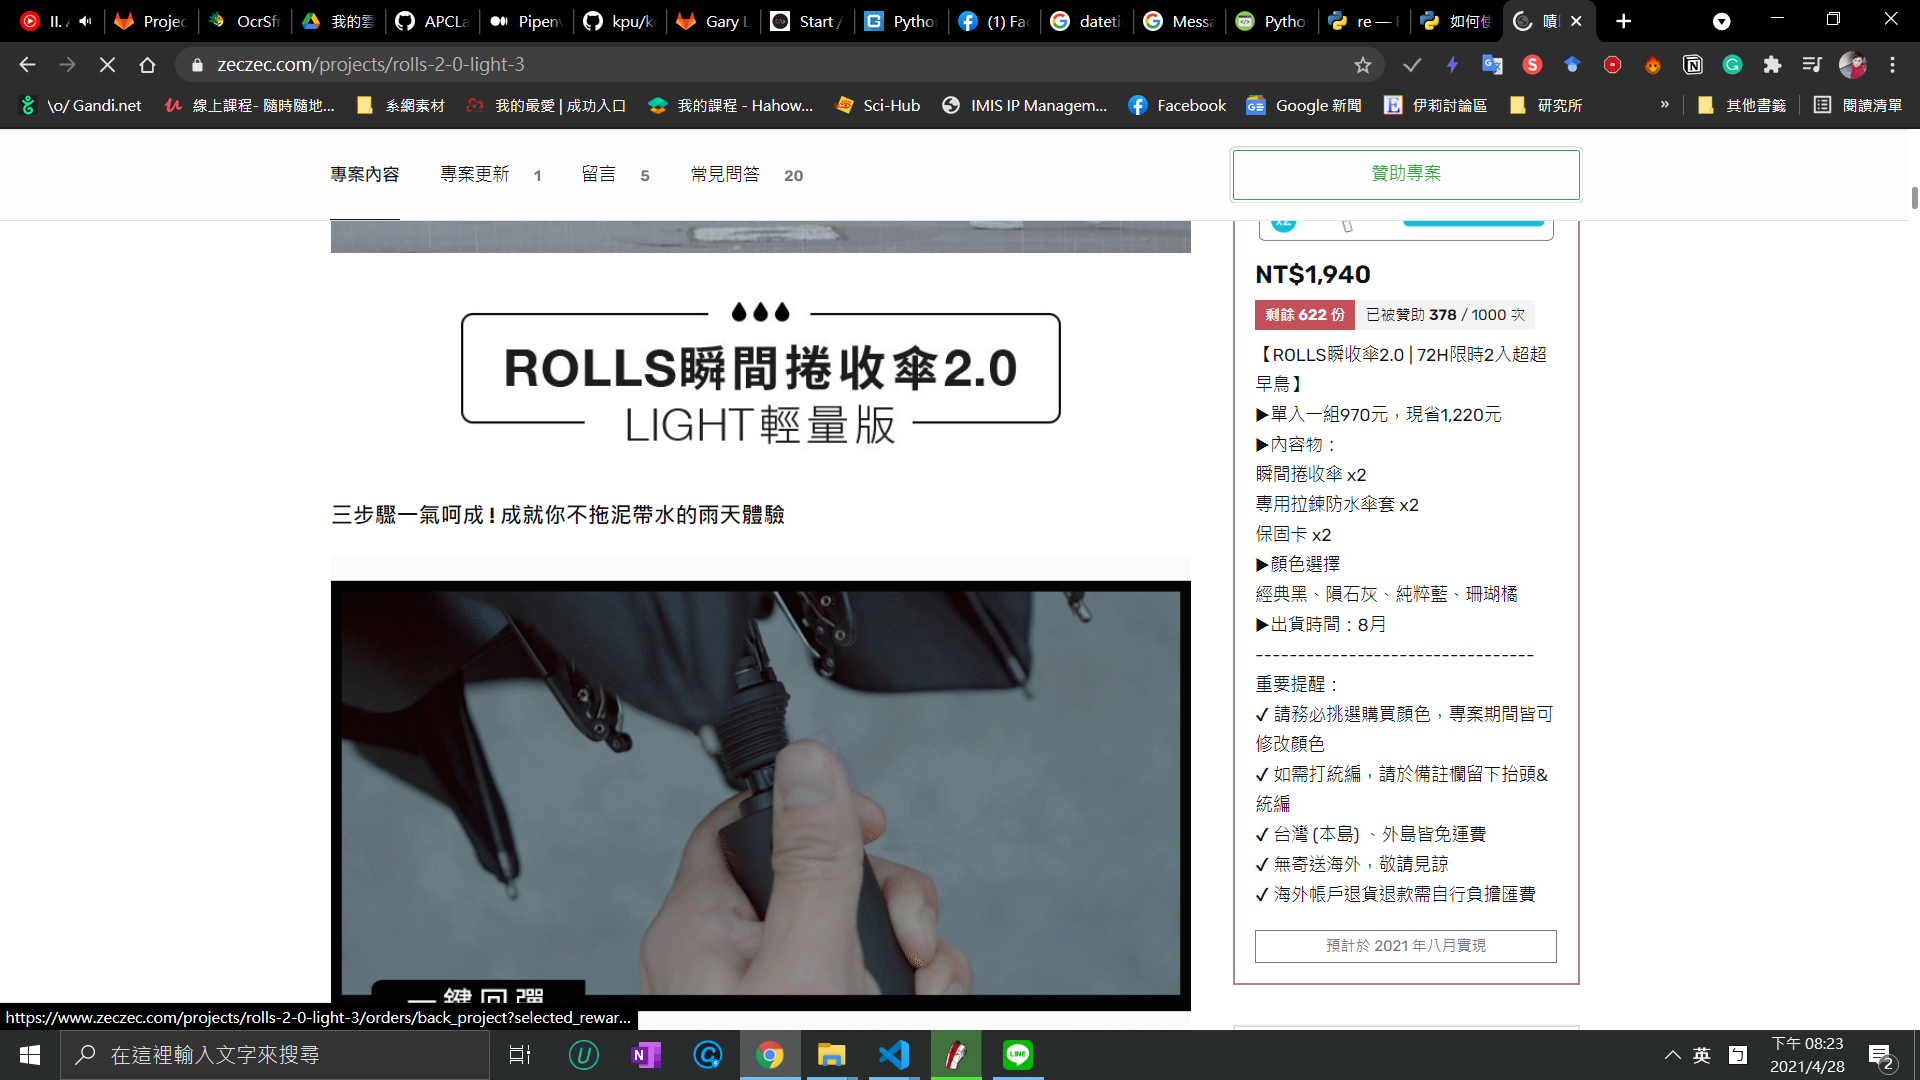 II. A
Projec
OcrSfr
我的雲
APCLa
Pipenv
kpu/ke
Gary L
Start /
Pytho
(1) Fac
dateti
Messa
Pytho
re — P
如何使
嘖
zeczec.com/projects/rolls-2-0-light-3
\o/ Gandi.net
線上課程- 隨時隨地...
系網素材
我的最愛 | 成功入口
我的課程 - Hahow...
Sci-Hub
IMIS IP Managem...
Facebook
Google 新聞
伊莉討論區
研究所
»
其他書籤
閱讀清單
專案內容
專案更新 1
留言 5
常見問答 20
贊助專案
x2
NT$1,940
剩餘 622 份 已被贊助 378 / 1000 次
【ROLLS瞬收傘2.0 | 72H限時2入超超
早鳥】
▶單入一組970元，現省1,220元
▶內容物：
瞬間捲收傘 x2
專用拉鍊防水傘套 x2
保固卡 x2
▶顏色選擇
經典黑、隕石灰、純粹藍、珊瑚橘
▶出貨時間：8月
---------------------------------
重要提醒：
✓ 請務必挑選購買顏色，專案期間皆可
修改顏色
✓ 如需打統編，請於備註欄留下抬頭&
統編
✓ 台灣 (本島) 、外島皆免運費
✓ 無寄送海外，敬請見諒
✓ 海外帳戶退貨退款需自行負擔匯費
預計於 2021 年八月實現
ROLLS瞬間捲收傘2.0
LIGHT輕量版
三步驟一氣呵成 ! 成就你不拖泥帶水的雨天體驗
一鍵回彈
https://www.zeczec.com/projects/rolls-2-0-light-3/orders/back_project?selected_rewar...
在這裡輸入文字來搜尋
LINE
英
下午 08:23
2021/4/28
2